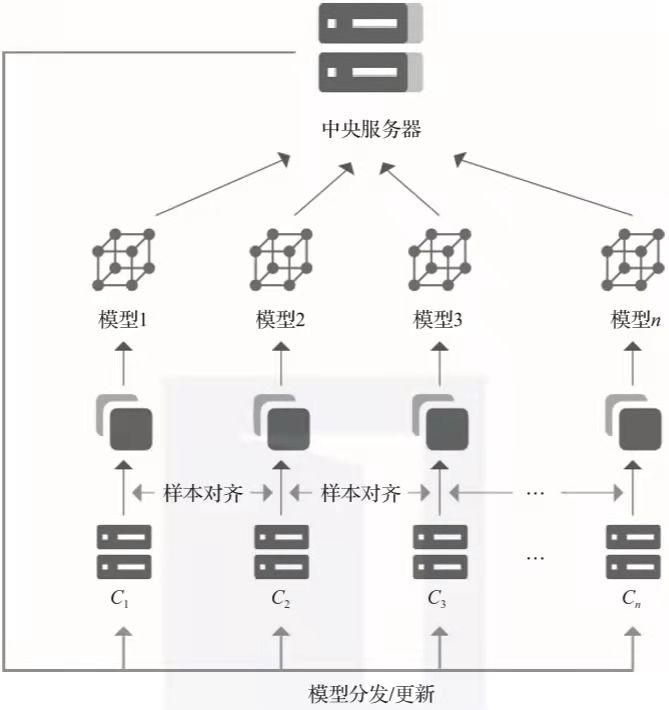 中央服务器
模型1 模型2 模型3 模型n
样本对齐 样本对齐 …
…
C1 C2 C3 Cn
模型分发/更新